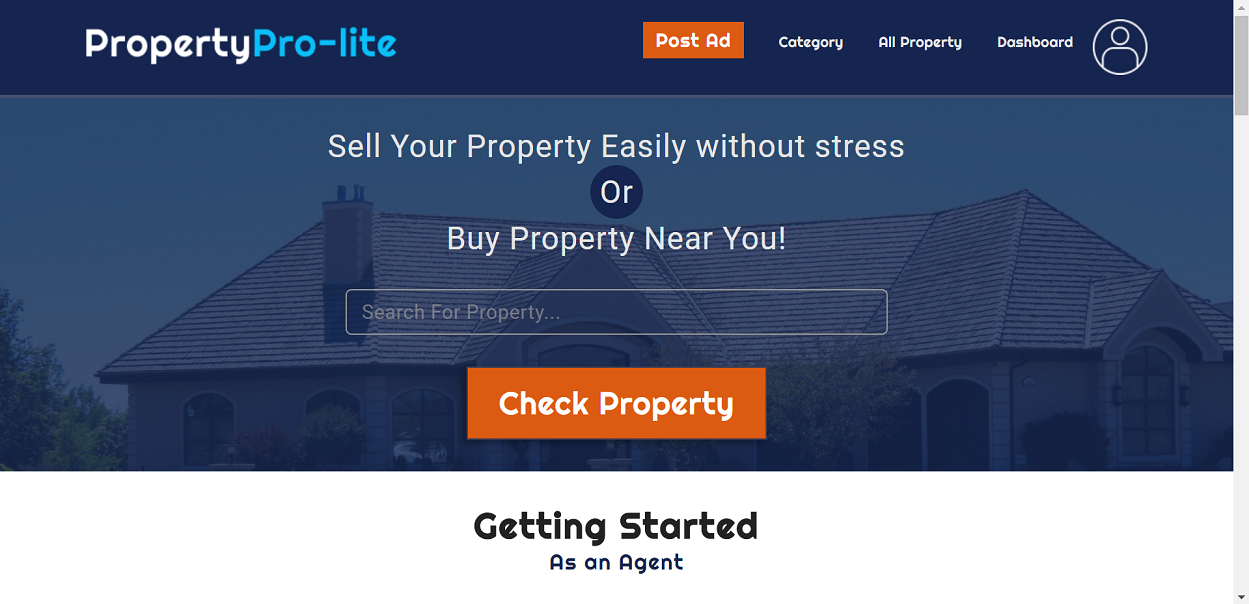 PropertyPro-lite
Post Ad
Category
All Property
Dashboard
Sell Your Property Easily without stress
Or
Buy Property Near You!
Search For Property...
Check Property
Getting Started
As an Agent